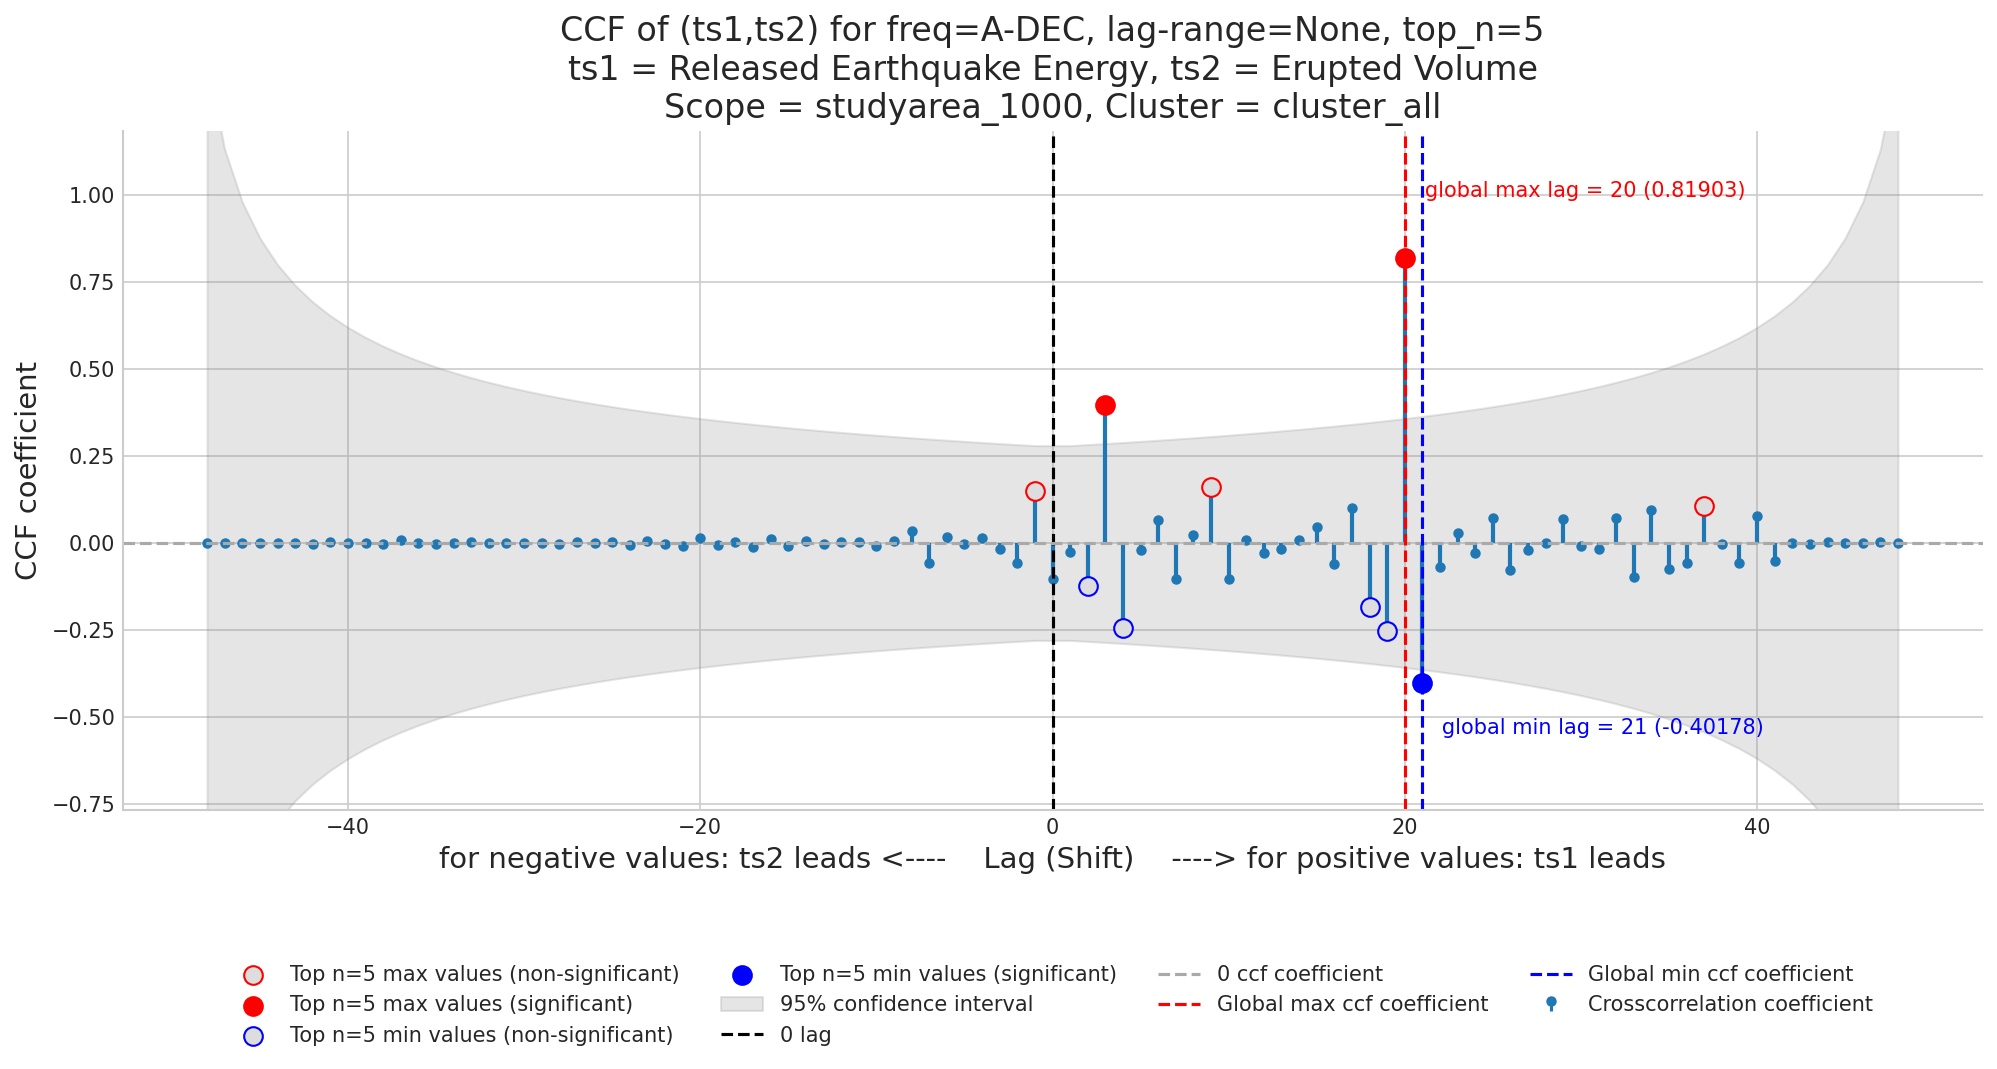 CCF of (ts1,ts2) for freq=A-DEC, lag-range=None, top_n=5
ts1 = Released Earthquake Energy, ts2 = Erupted Volume
Scope = studyarea_1000, Cluster = cluster_all
CCF coefficient
1.00
0.75
0.50
0.25
0.00
−0.25
−0.50
−0.75
global max lag = 20 (0.81903)
global min lag = 21 (-0.40178)
−40
−20
0
20
40
for negative values: ts2 leads <----    Lag (Shift)    ----> for positive values: ts1 leads
Top n=5 max values (non-significant)
Top n=5 max values (significant)
Top n=5 min values (non-significant)
Top n=5 min values (significant)
95% confidence interval
0 lag
0 ccf coefficient
Global max ccf coefficient
Global min ccf coefficient
Crosscorrelation coefficient